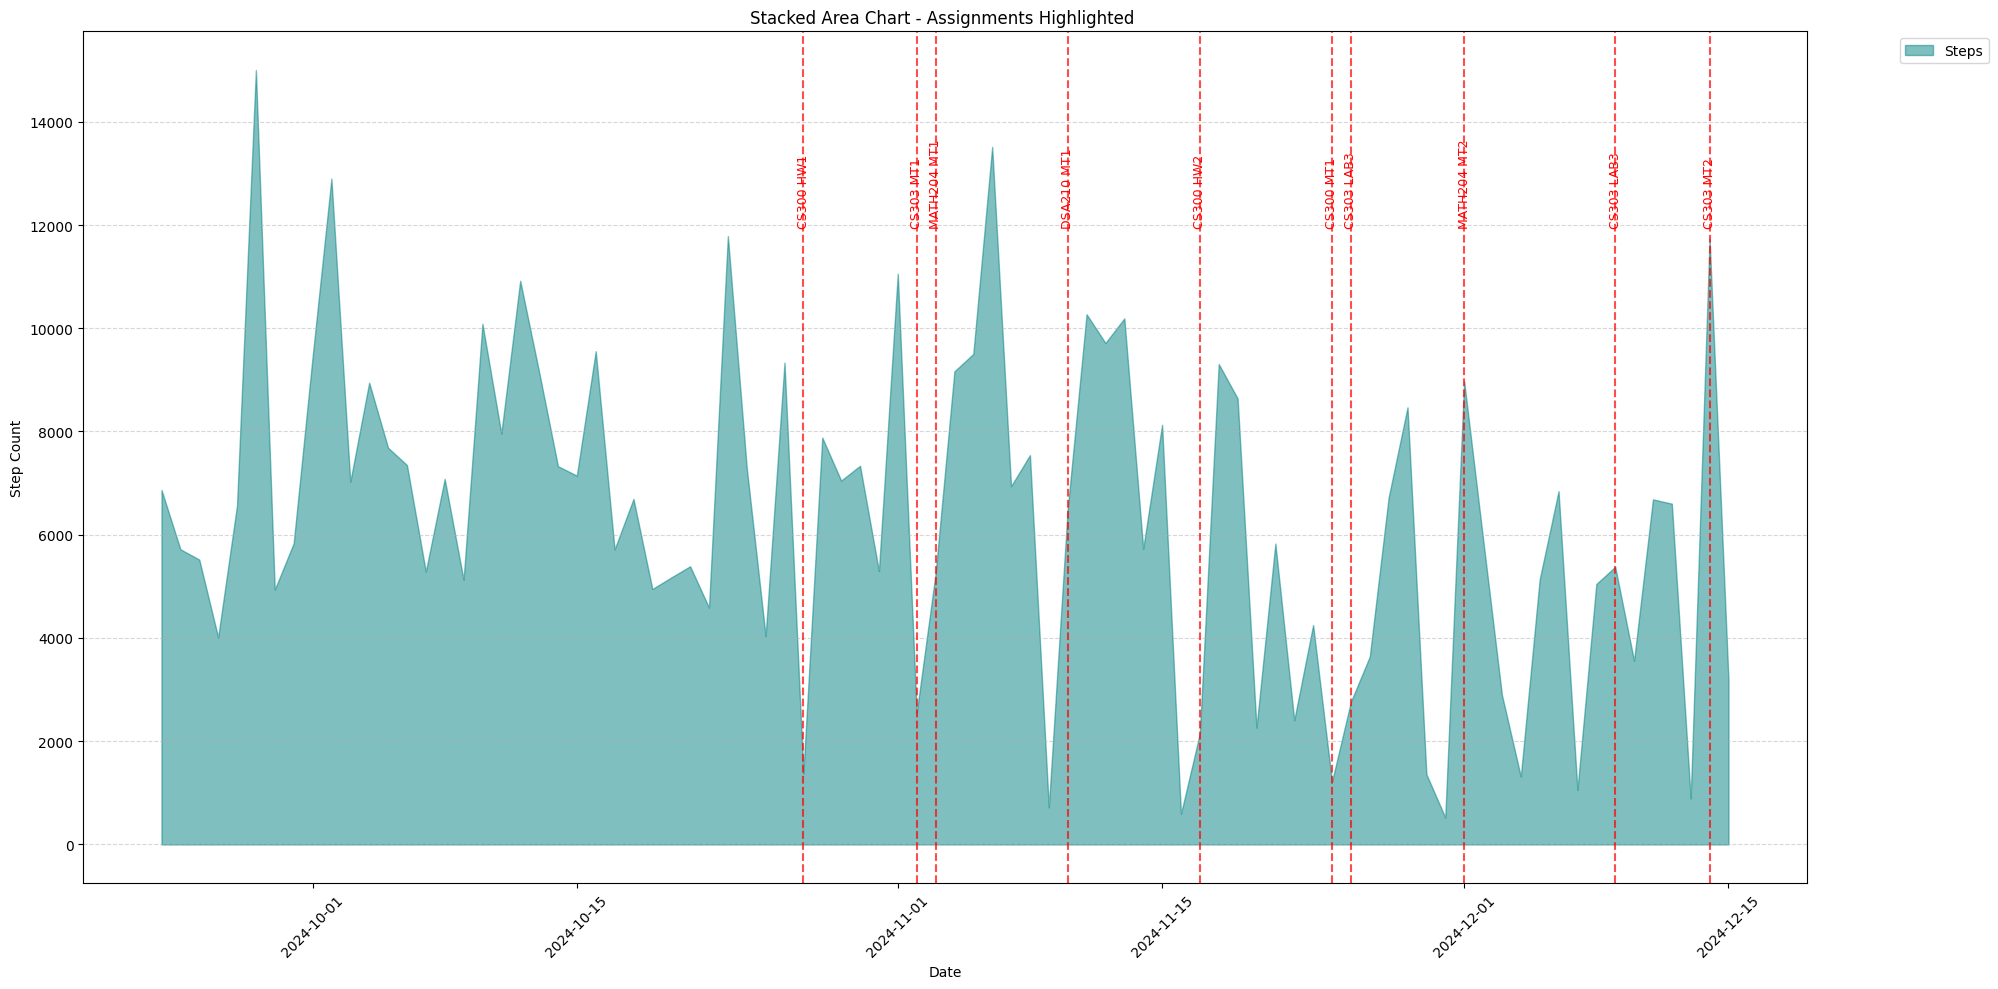 Stacked Area Chart - Assignments Highlighted
Steps
Step Count
14000
12000
10000
8000
6000
4000
2000
0
CS300 HW1
CS303 MT1
MATH204 MT1
DSA210 MT1
CS300 HW2
CS300 MT1
CS303 LAB3
MATH204 MT2
CS303 LAB3
CS303 MT2
2024-10-01
2024-10-15
2024-11-01
2024-11-15
2024-12-01
2024-12-15
Date